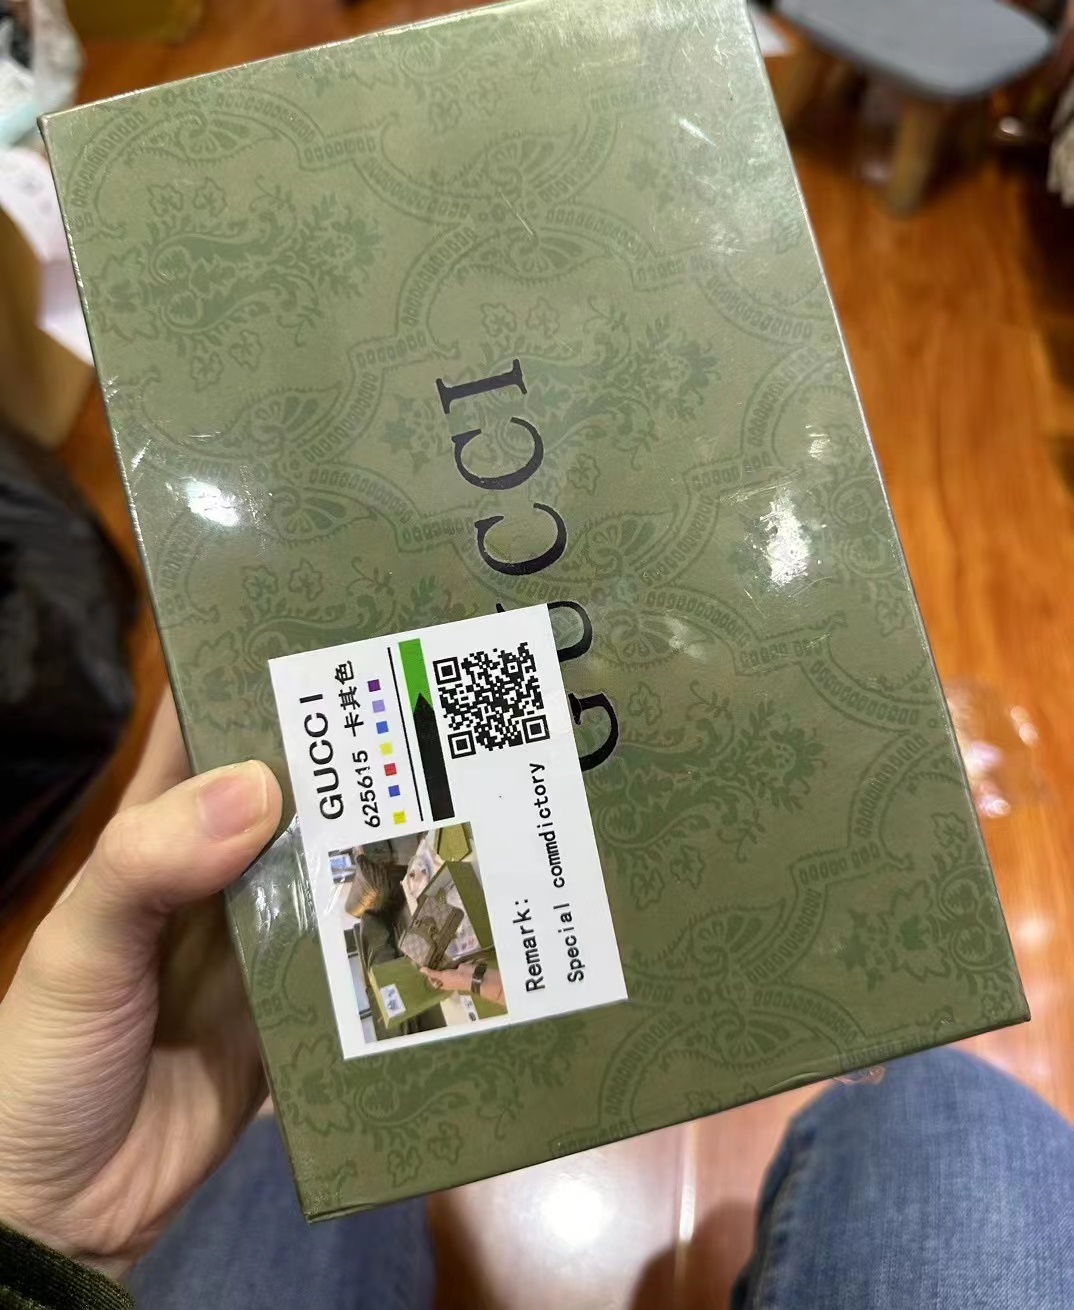 GUCCI
GUCCI
625615 卡其色
Remark:
Special commdictory